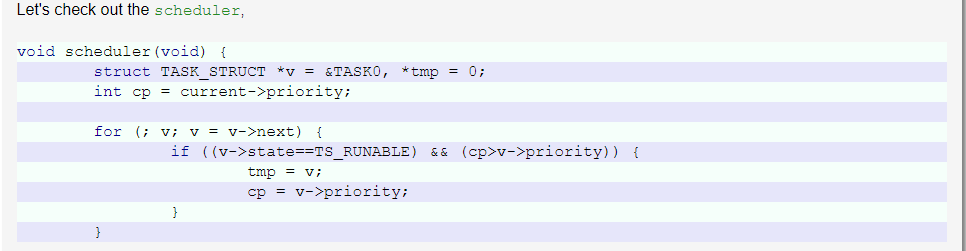 Let's check out the scheduler,
void scheduler(void) {
struct TASK_STRUCT *v = &TASK0, *tmp = 0;
int cp = current->priority;
for (; v; v = v->next) {
if ((v->state==TS_RUNABLE) && (cp>v->priority)) {
tmp = v;
cp = v->priority;
}
}